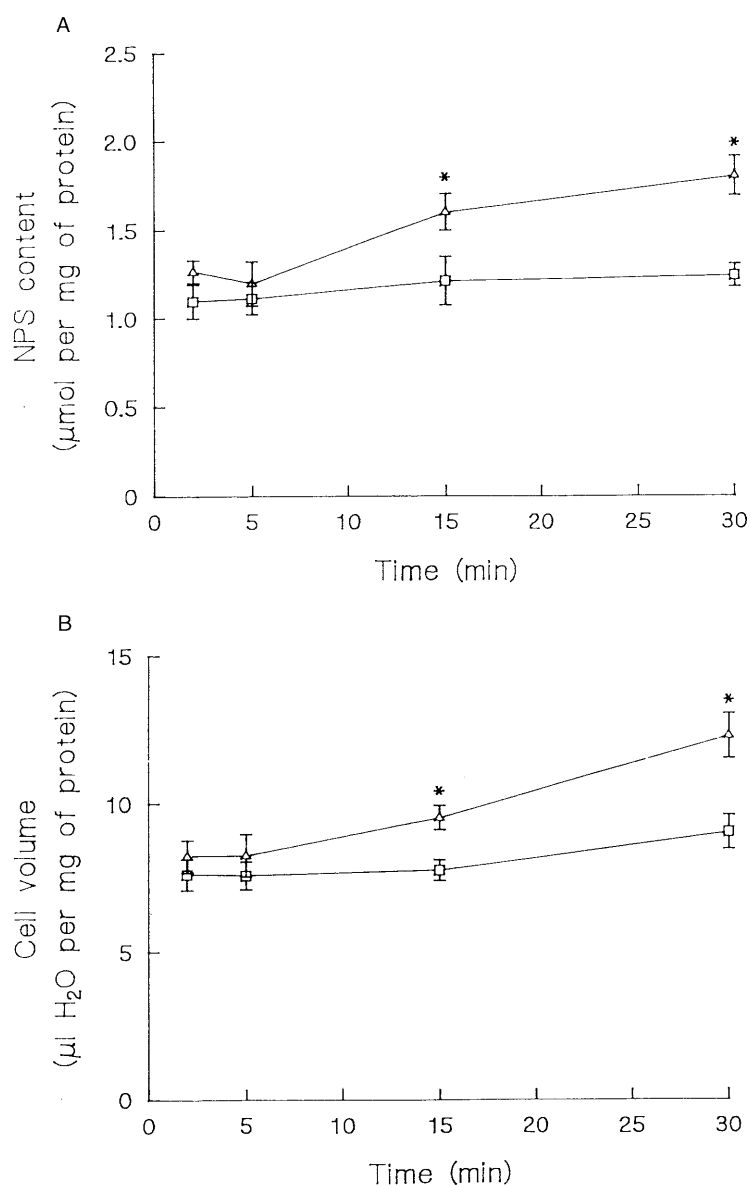 A
2.5
2.0
1.5
1.0
0.5
0
NPS content
(μmol per mg of protein)
*
*
0 5 10 15 20 25 30
Time (min)
B
15
10
5
0
Cell volume
(μl H₂O per mg of protein)
*
*
0 5 10 15 20 25 30
Time (min)